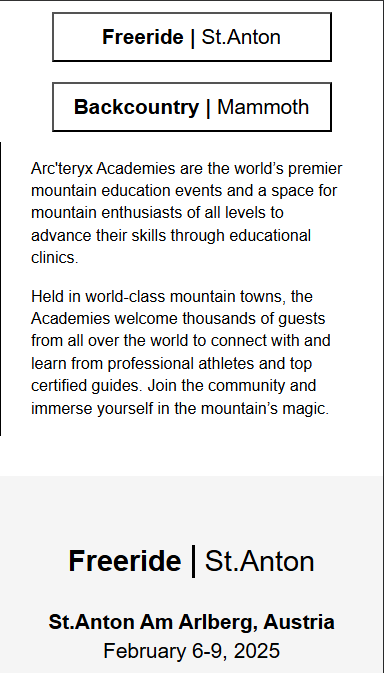 Freeride | St.Anton
Backcountry | Mammoth
Arc'teryx Academies are the world’s premier
mountain education events and a space for
mountain enthusiasts of all levels to
advance their skills through educational
clinics.
Held in world-class mountain towns, the
Academies welcome thousands of guests
from all over the world to connect with and
learn from professional athletes and top
certified guides. Join the community and
immerse yourself in the mountain’s magic.
Freeride | St.Anton
St.Anton Am Arlberg, Austria
February 6-9, 2025